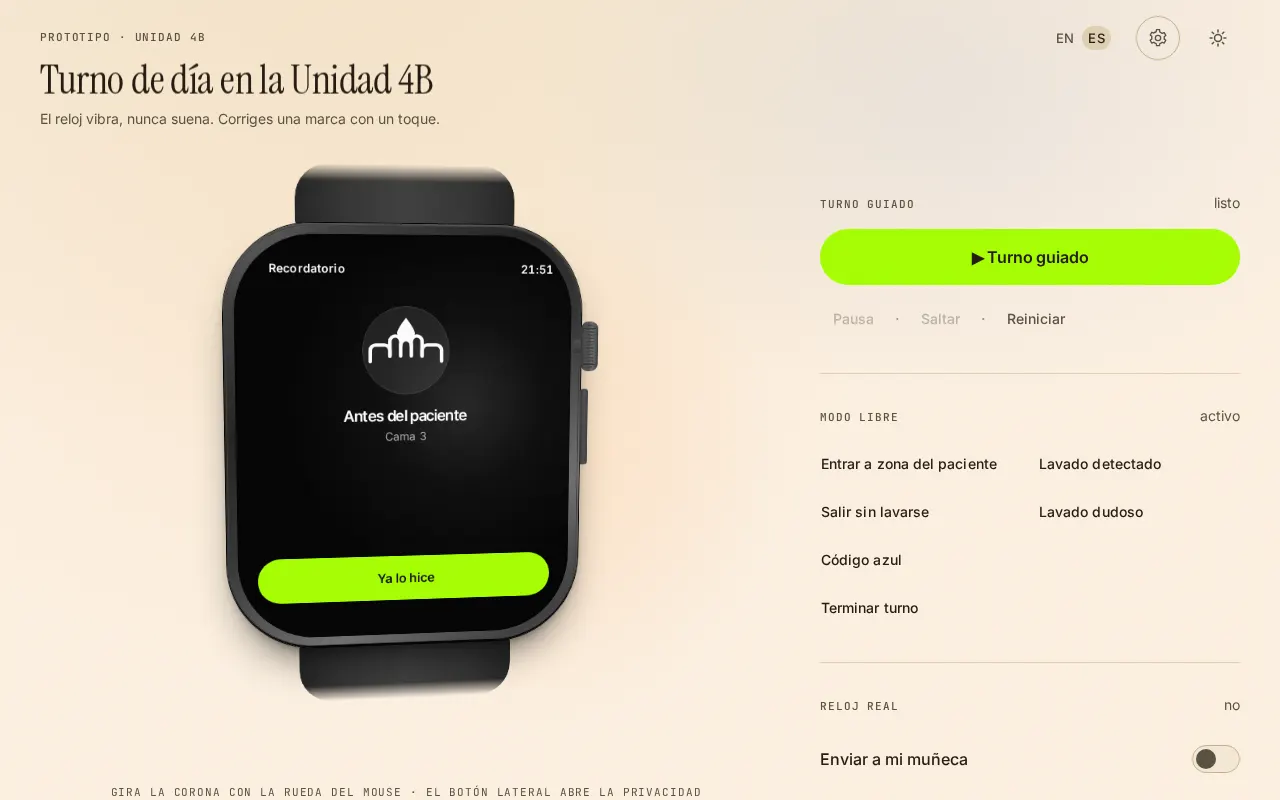 PROTOTIPO · UNIDAD 4B
EN ES
Turno de día en la Unidad 4B
El reloj vibra, nunca suena. Corriges una marca con un toque.
Recordatorio 21:51
Antes del paciente
Cama 3
Ya lo hice
GIRA LA CORONA CON LA RUEDA DEL MOUSE · EL BOTÓN LATERAL ABRE LA PRIVACIDAD
TURNO GUIADO listo
▶ Turno guiado
Pausa · Saltar · Reiniciar
MODO LIBRE activo
Entrar a zona del paciente Lavado detectado
Salir sin lavarse Lavado dudoso
Código azul
Terminar turno
RELOJ REAL no
Enviar a mi muñeca